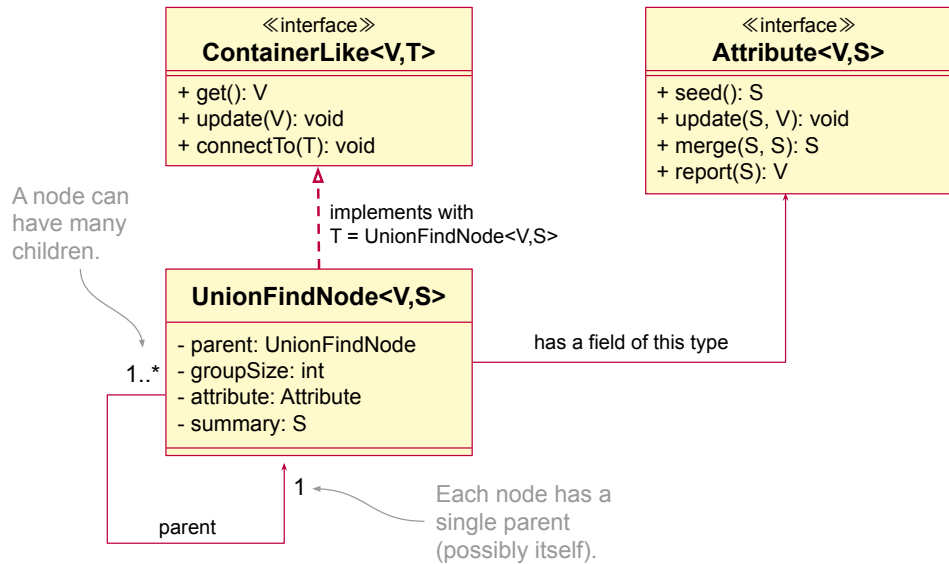 ≪interface≫
ContainerLike<V,T>
+ get(): V
+ update(V): void
+ connectTo(T): void
≪interface≫
Attribute<V,S>
+ seed(): S
+ update(S, V): void
+ merge(S, S): S
+ report(S): V
A node can
have many
children.
implements with
T = UnionFindNode<V,S>
UnionFindNode<V,S>
- parent: UnionFindNode
- groupSize: int
- attribute: Attribute
- summary: S
has a field of this type
1..*
1
parent
Each node has a
single parent
(possibly itself).